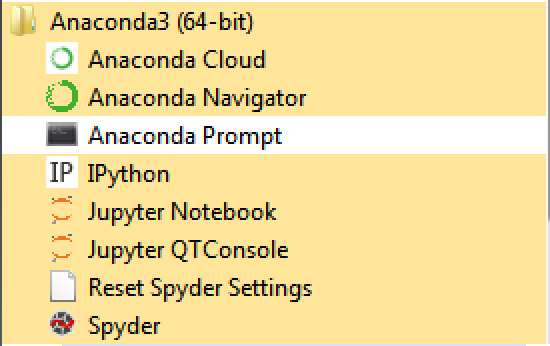 Anaconda3 (64-bit)
Anaconda Cloud
Anaconda Navigator
Anaconda Prompt
IP IPython
Jupyter Notebook
Jupyter QTConsole
Reset Spyder Settings
Spyder